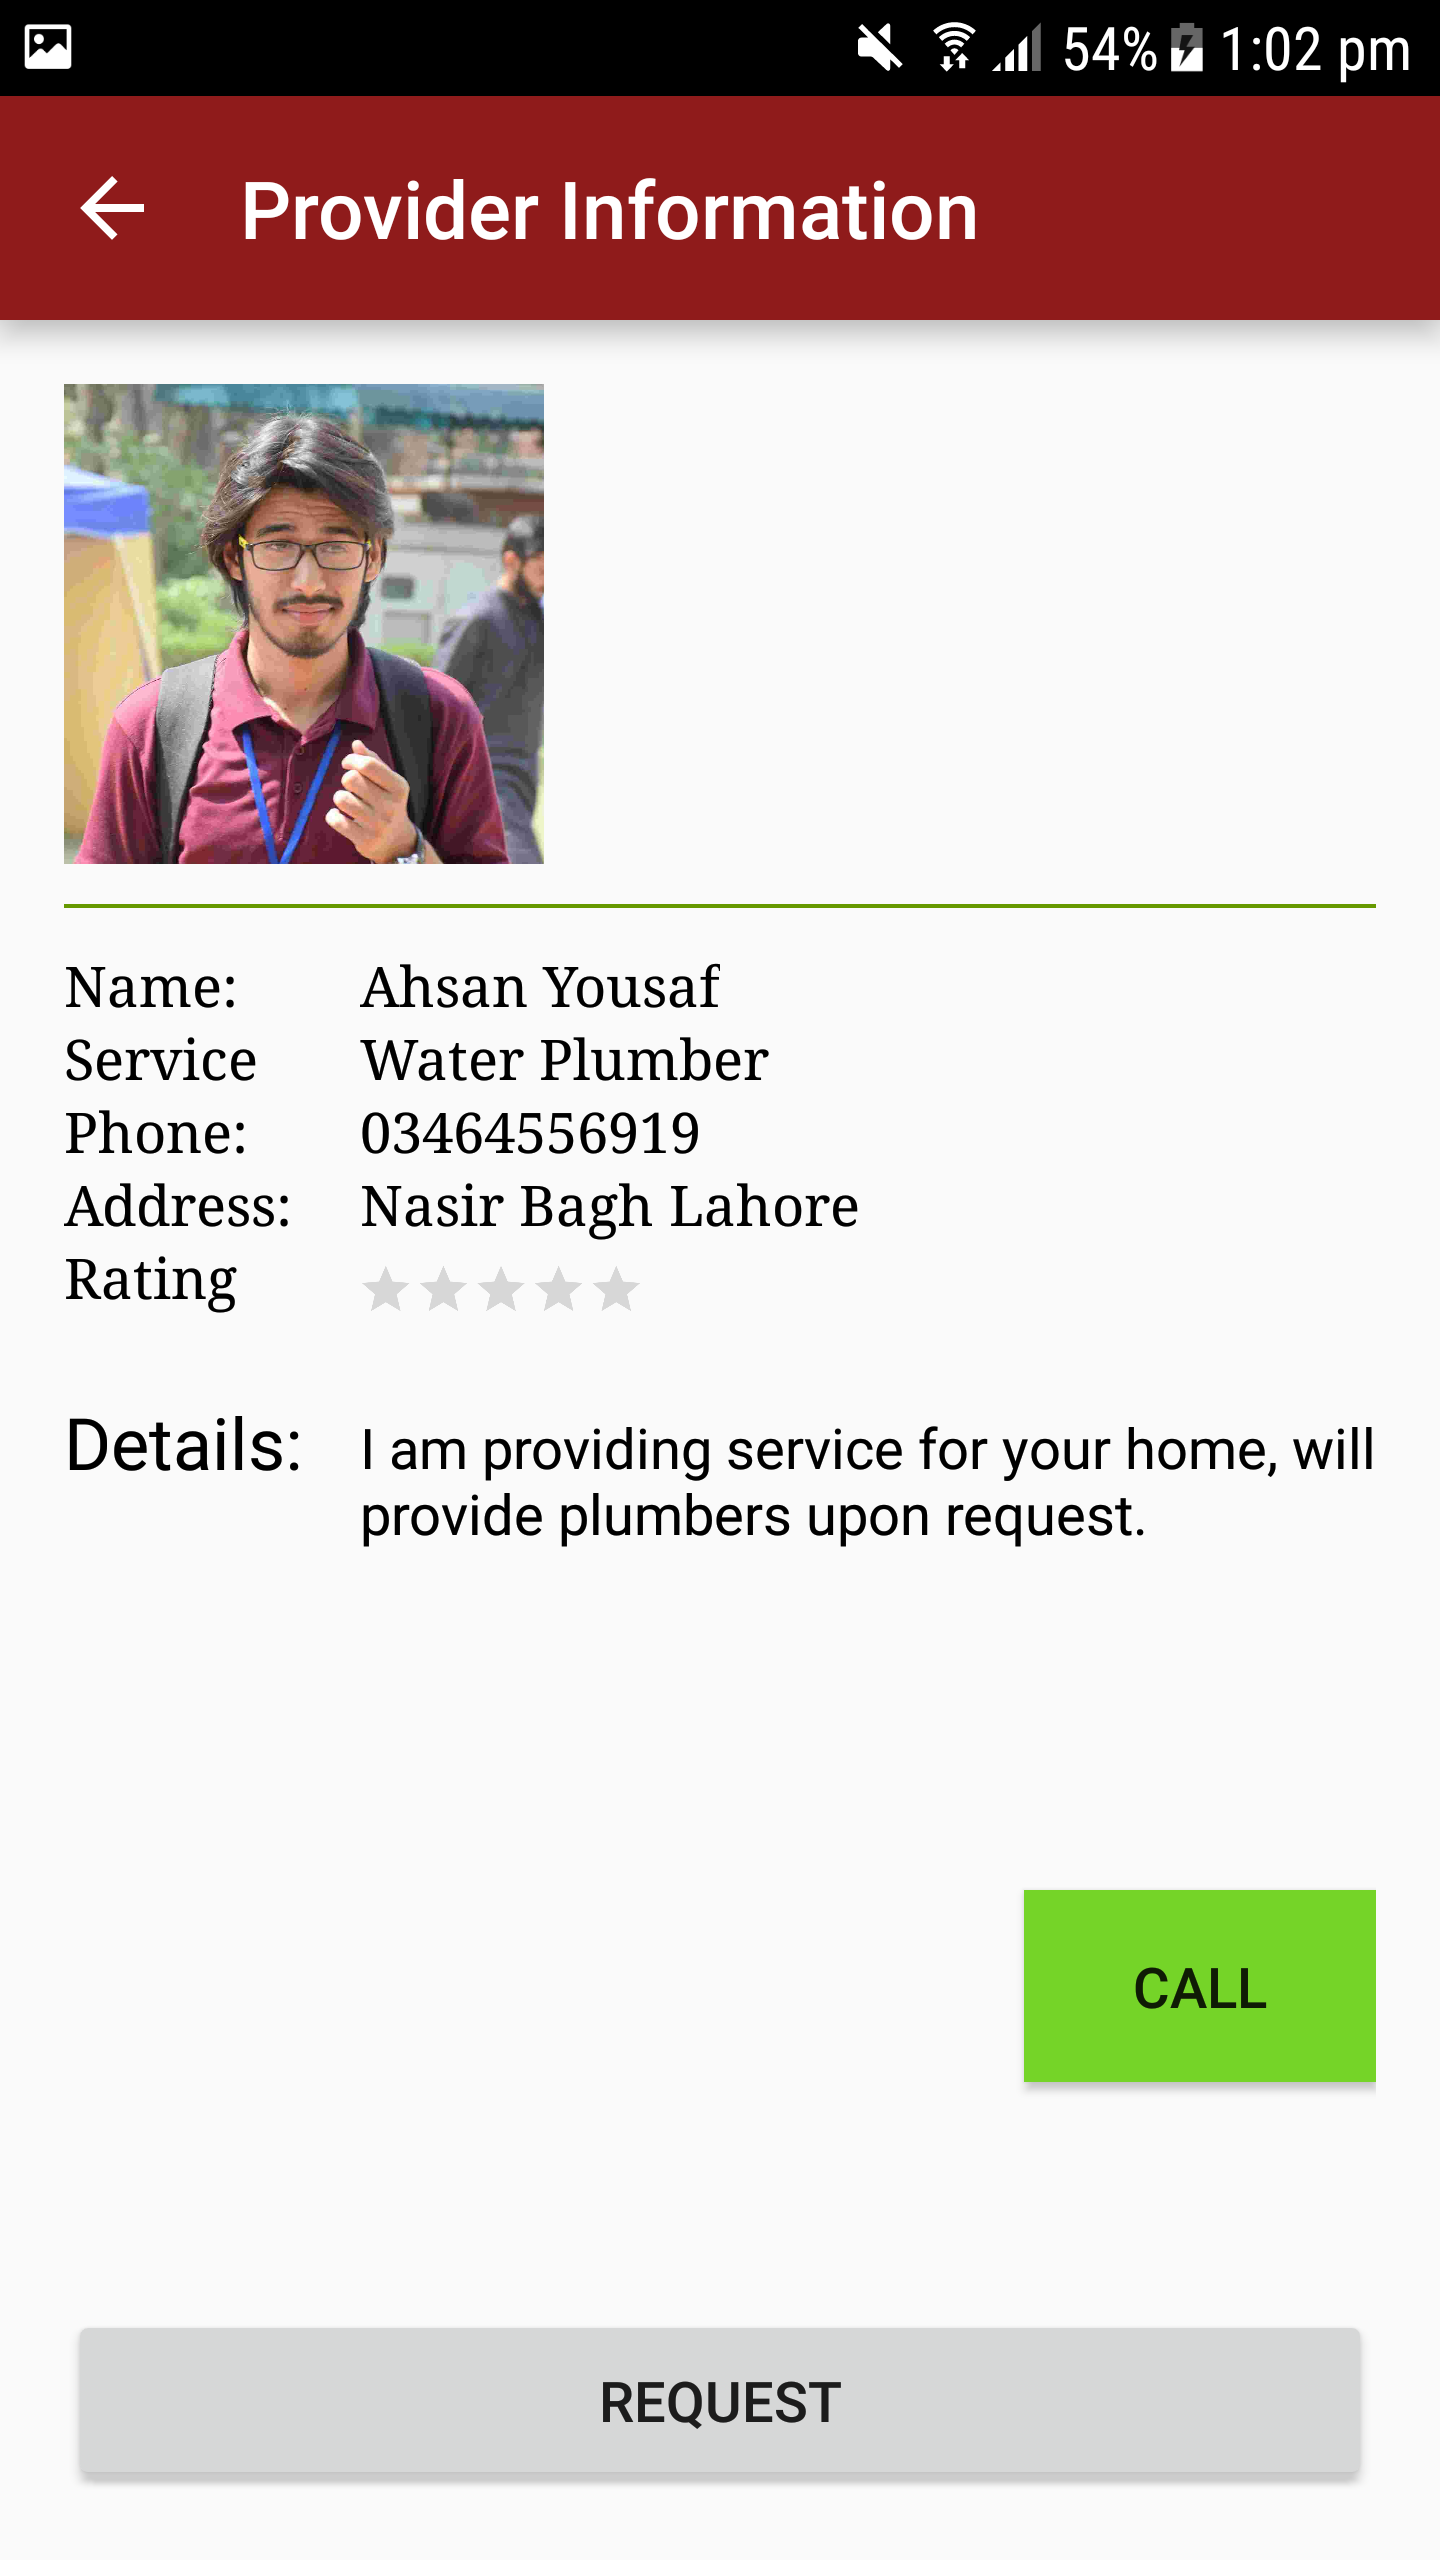 54% 1:02 pm
Provider Information
Name: Ahsan Yousaf
Service Water Plumber
Phone: 03464556919
Address: Nasir Bagh Lahore
Rating
Details: I am providing service for your home, will
provide plumbers upon request.
CALL
REQUEST